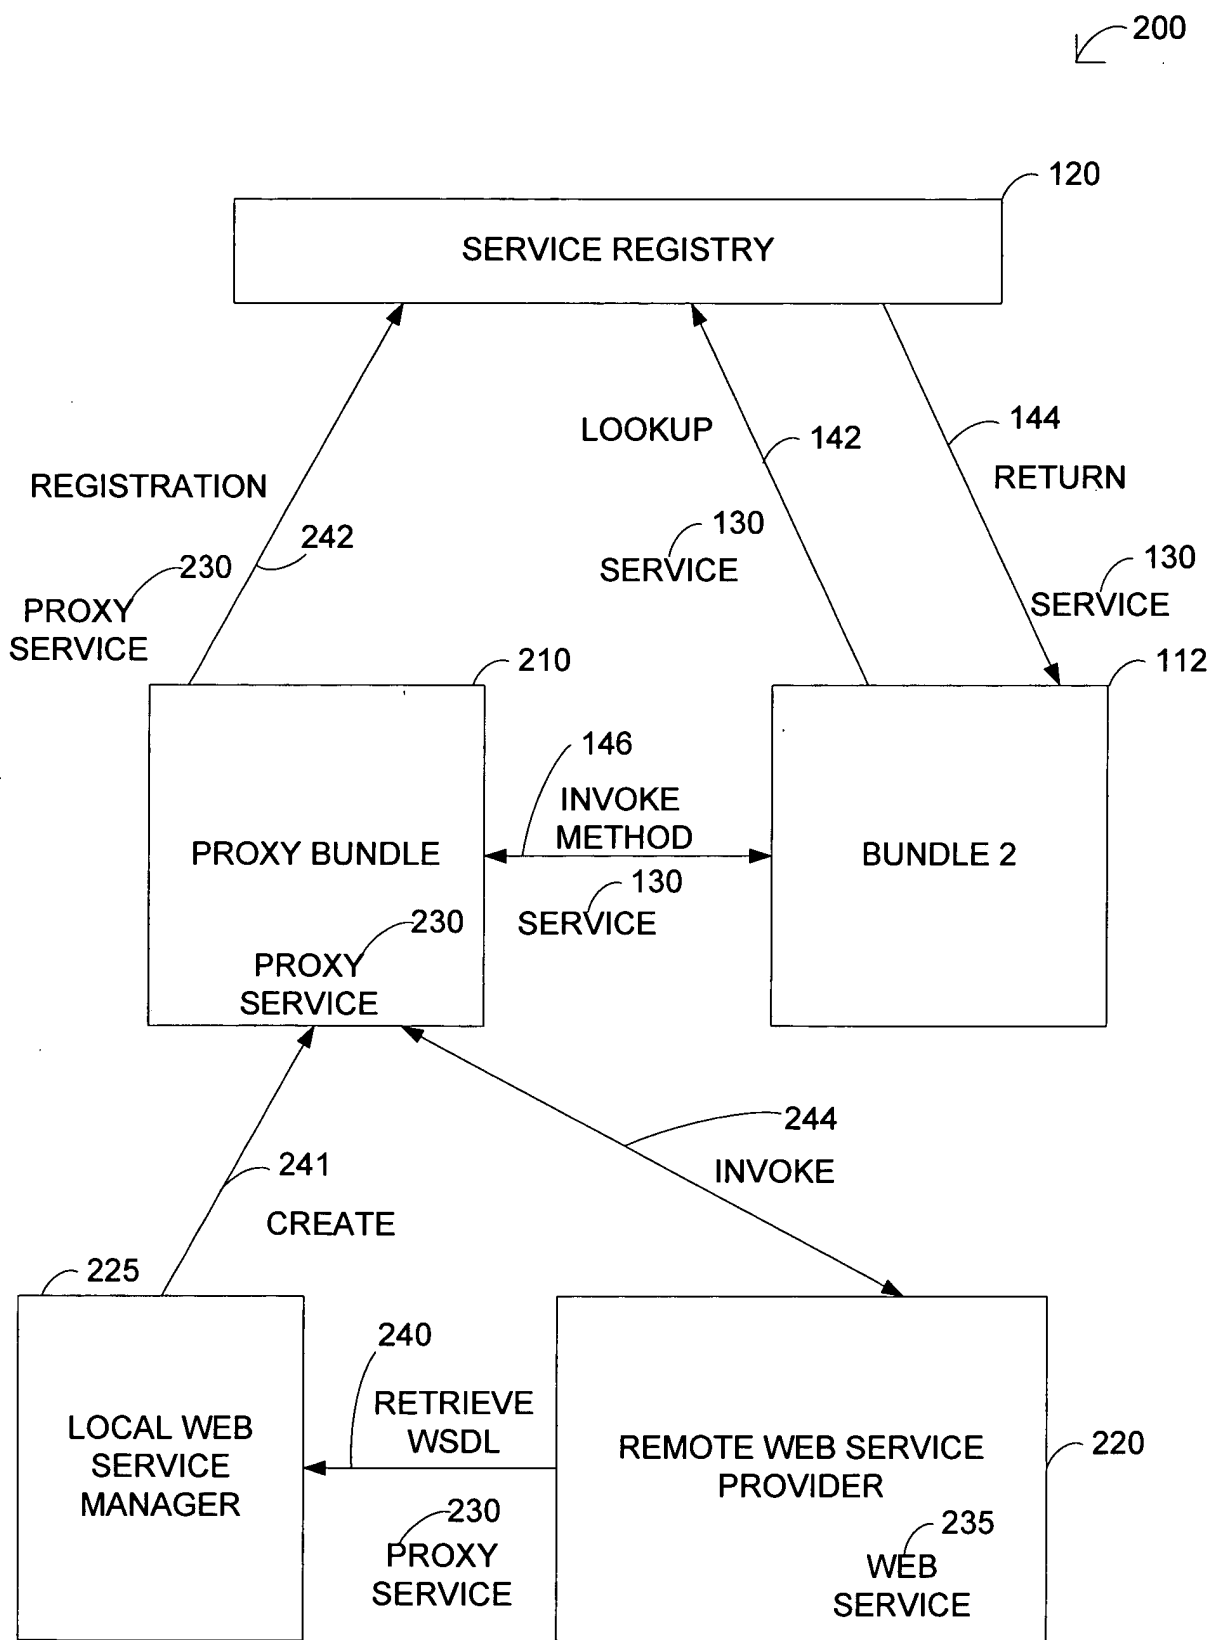 200
120
SERVICE REGISTRY
LOOKUP
142
144
RETURN
REGISTRATION
242
130
SERVICE
230
PROXY
SERVICE
130
SERVICE
210
112
146
INVOKE
METHOD
PROXY BUNDLE
BUNDLE 2
130
SERVICE
230
PROXY
SERVICE
244
INVOKE
241
CREATE
225
240
RETRIEVE
WSDL
LOCAL WEB
SERVICE
MANAGER
REMOTE WEB SERVICE
PROVIDER
220
230
PROXY
SERVICE
235
WEB
SERVICE